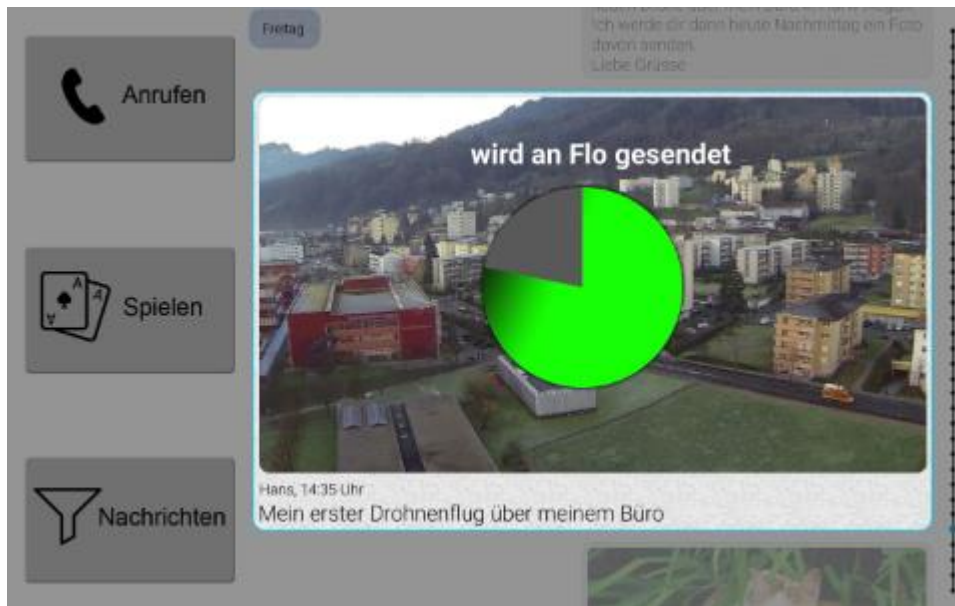 Freitag
Ich werde dir dann heute Nachmittag ein Foto
davon senden.
Liebe Grüsse
Anrufen
wird an Flo gesendet
A
A
A
Spielen
Hans, 14:35 Uhr
Mein erster Drohnenflug über meinem Büro
Nachrichten